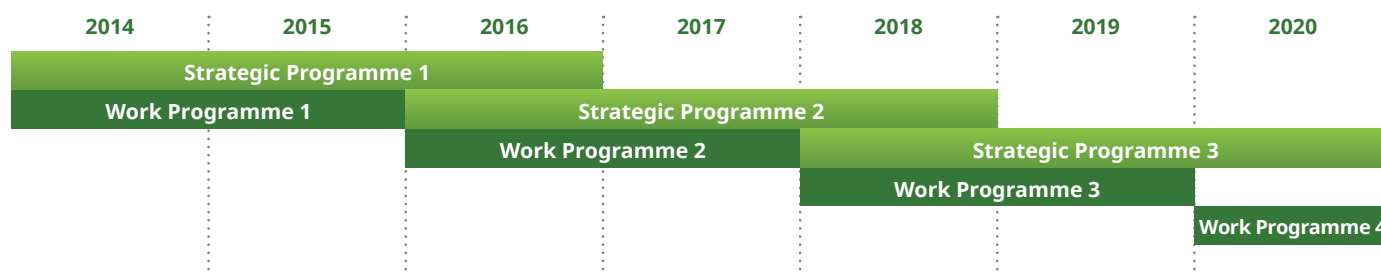 2014 2015 2016 2017 2018 2019 2020
Strategic Programme 1
Work Programme 1 Strategic Programme 2
Work Programme 2 Strategic Programme 3
Work Programme 3
Work Programme 4